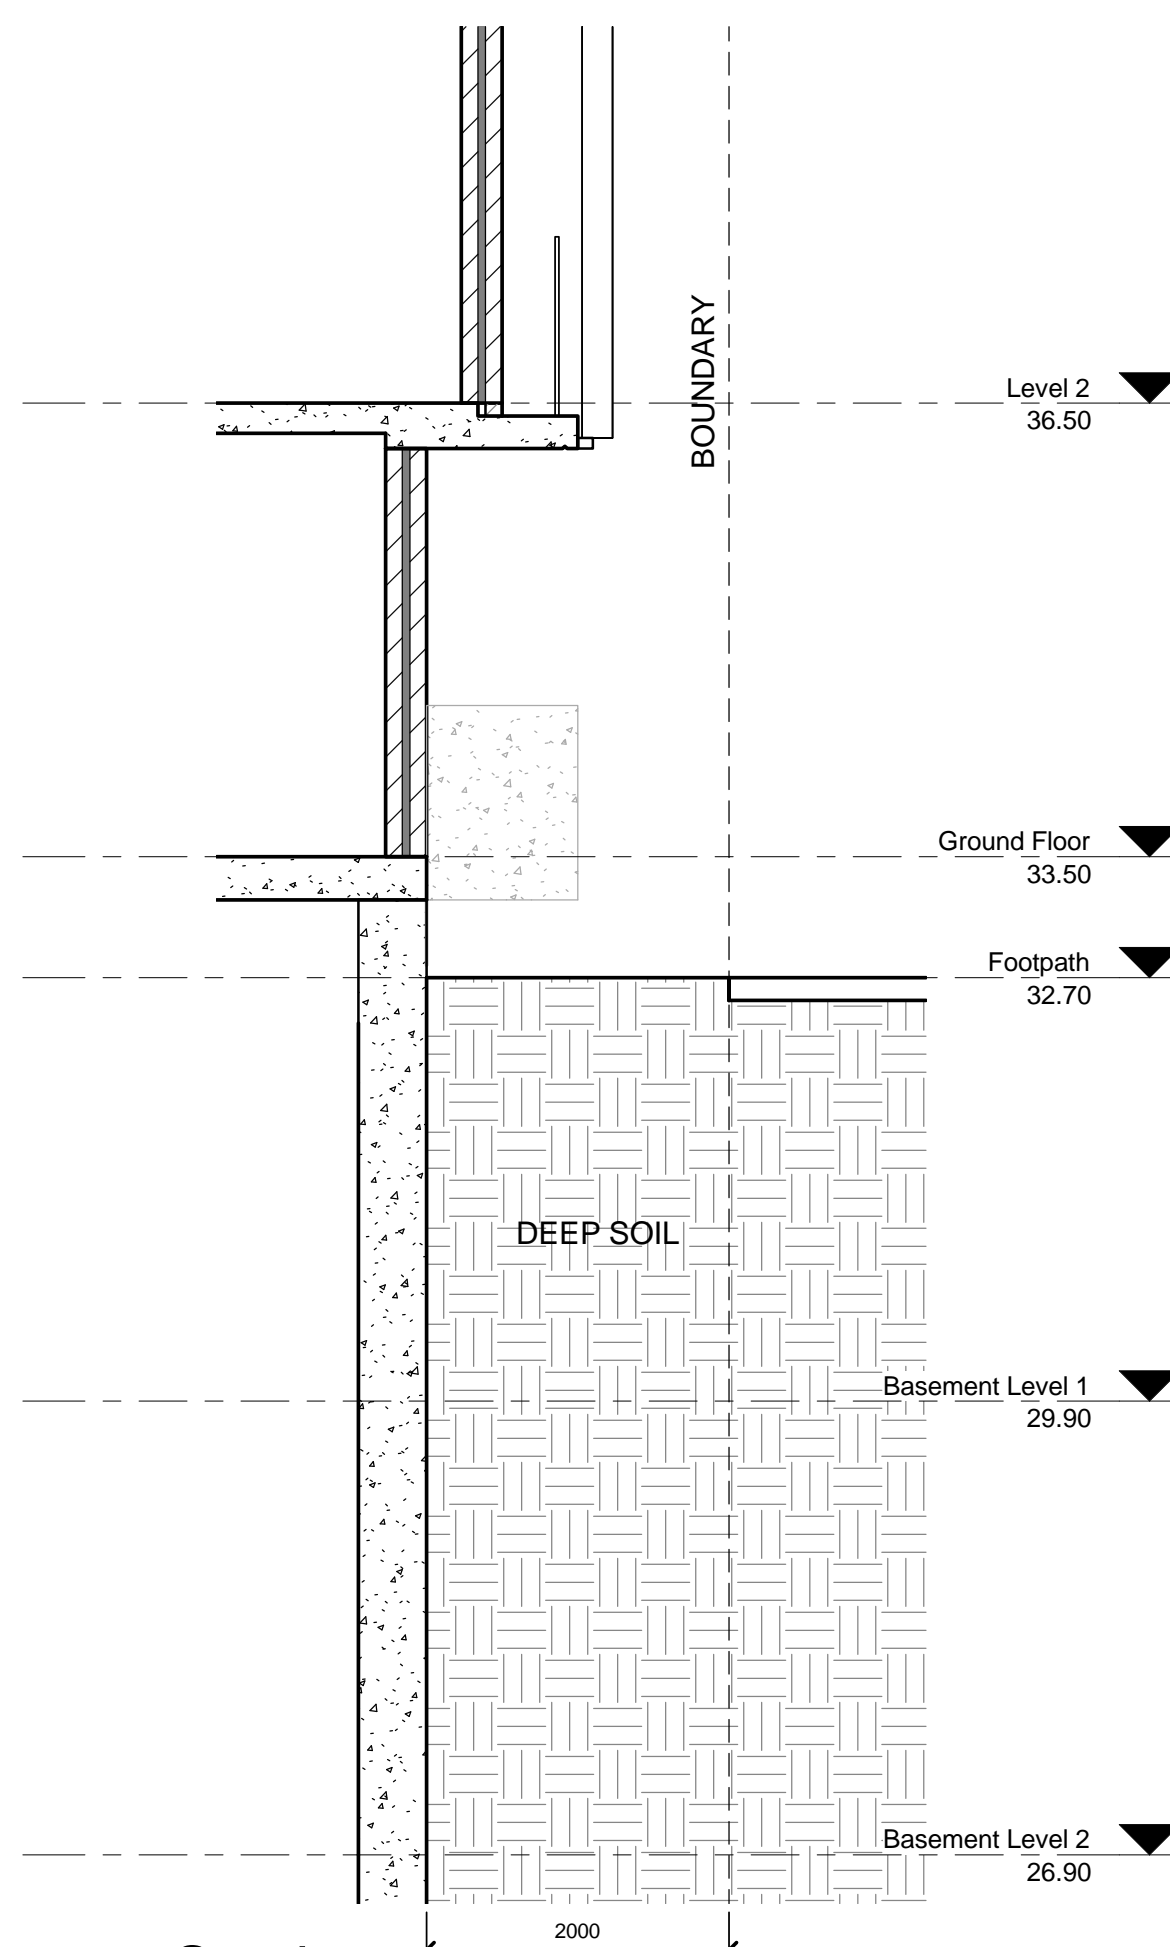 BOUNDARY
Level 2
36.50
Ground Floor
33.50
Footpath
32.70
DEEP SOIL
Basement Level 1
29.90
Basement Level 2
26.90
2000